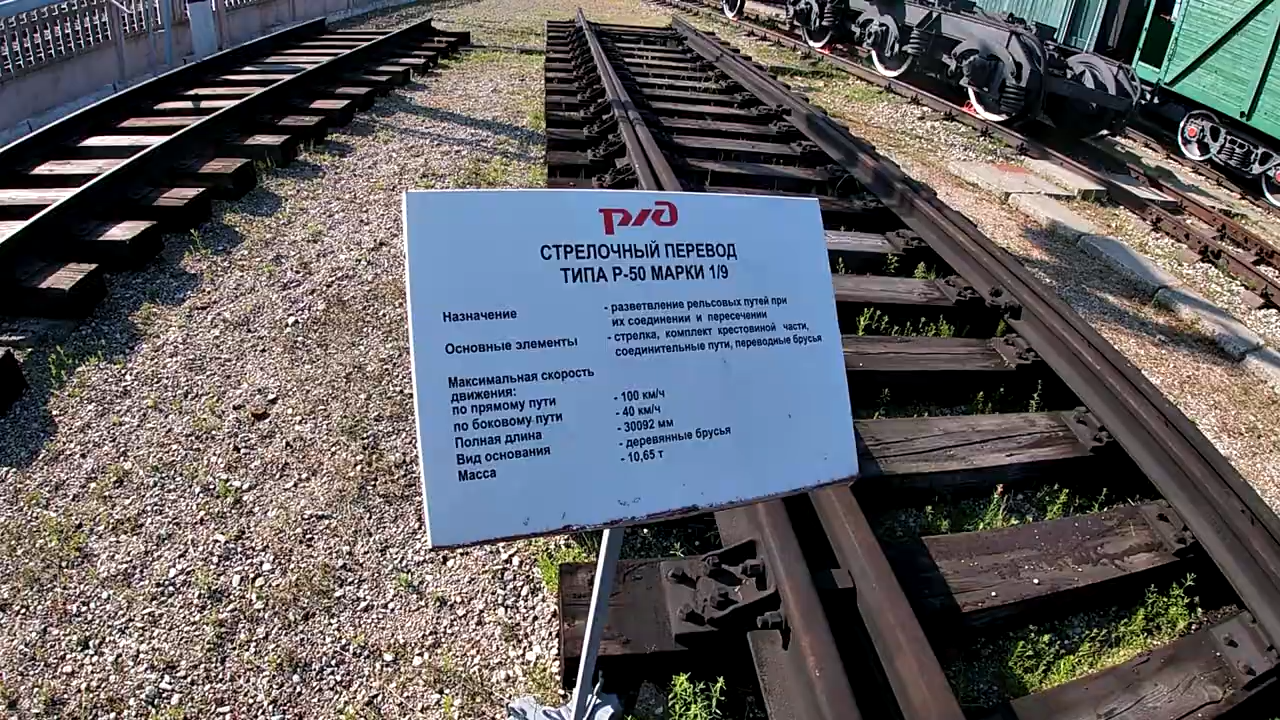 ржд
СТРЕЛОЧНЫЙ ПЕРЕВОД
ТИПА Р-50 МАРКИ 1/9
Назначение - разветвление рельсовых путей при
их соединении и пересечении
Основные элементы - стрелка, комплект крестовиной части,
соединительные пути, переводные брусья
Максимальная скорость
движения:
по прямому пути - 100 км/ч
по боковому пути - 40 км/ч
Полная длина - 30092 мм
Вид основания - деревянные брусья
Масса - 10,65 т